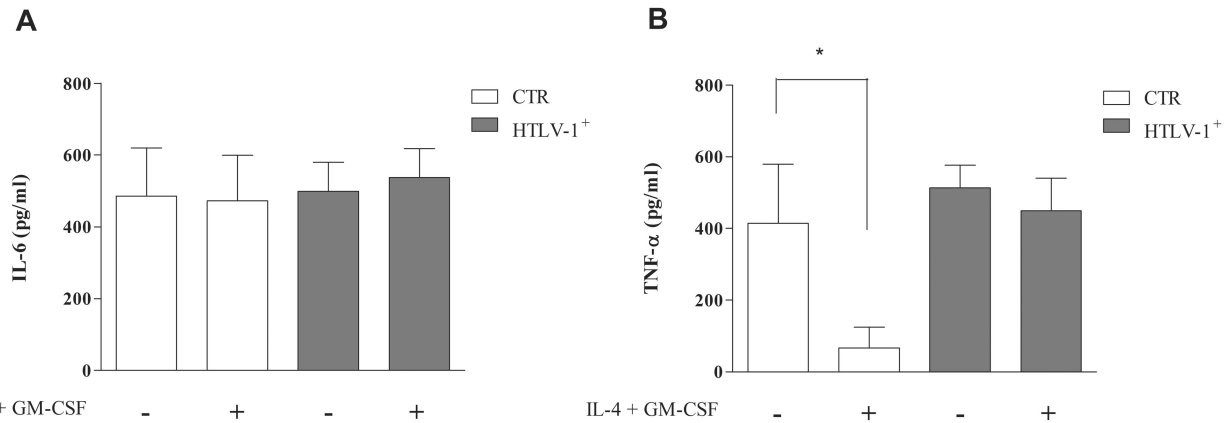 A
800
600
400
200
0
IL-6 (pg/ml)
CTR
HTLV-1+
+ GM-CSF - + - +
B
*
800
600
400
200
0
TNF-α (pg/ml)
CTR
HTLV-1+
IL-4 + GM-CSF - + - +